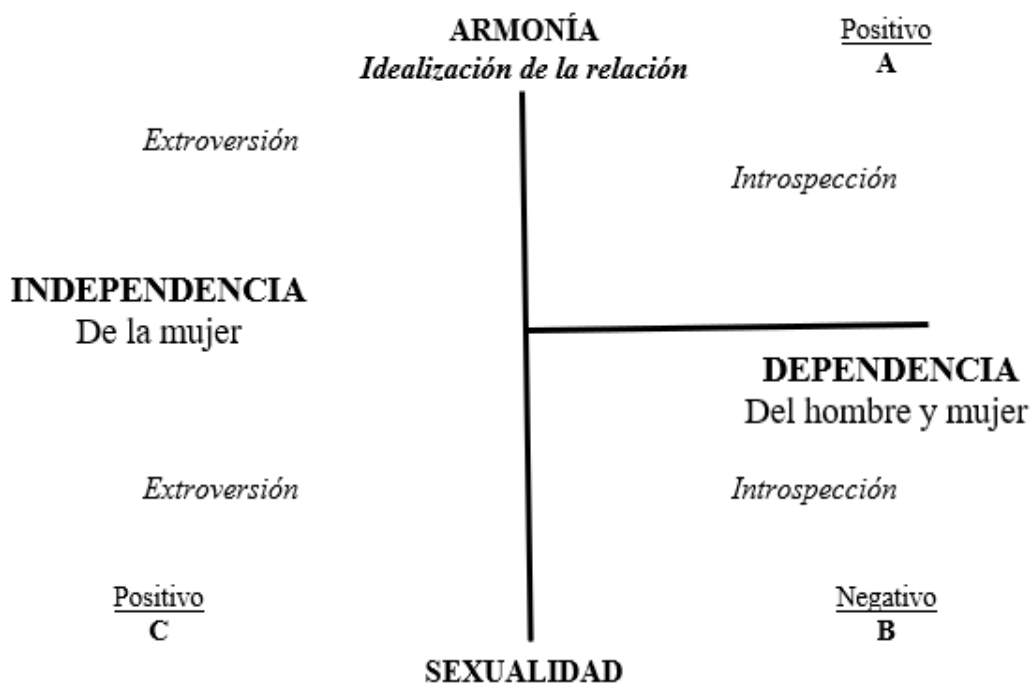 ARMONÍA
Idealización de la relación
Positivo
A
Extroversión
Introspección
INDEPENDENCIA
De la mujer
DEPENDENCIA
Del hombre y mujer
Extroversión
Introspección
Positivo
C
Negativo
B
SEXUALIDAD